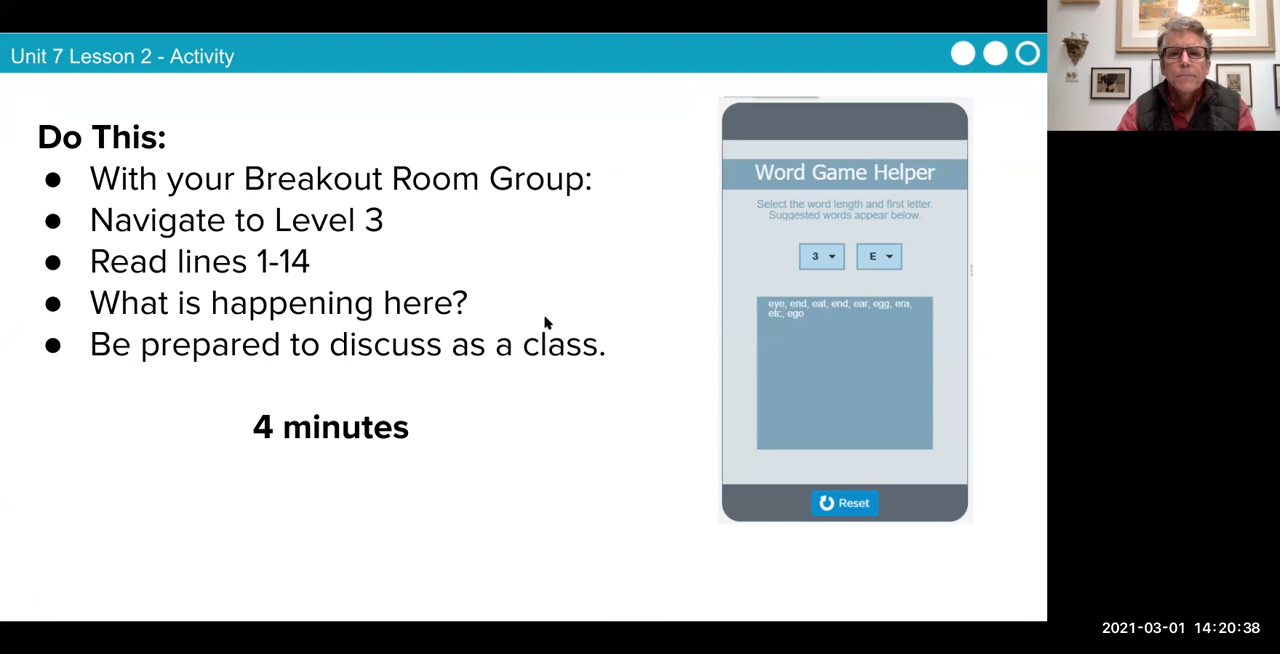 Unit 7 Lesson 2 - Activity
Do This:
● With your Breakout Room Group:
● Navigate to Level 3
● Read lines 1-14
● What is happening here?
● Be prepared to discuss as a class.
4 minutes
Word Game Helper
Select the word length and first letter.
Suggested words appear below.
3 E
eye, end, eat, end, ear, egg, era,
etc, ego
Reset
2021-03-01 14:20:38